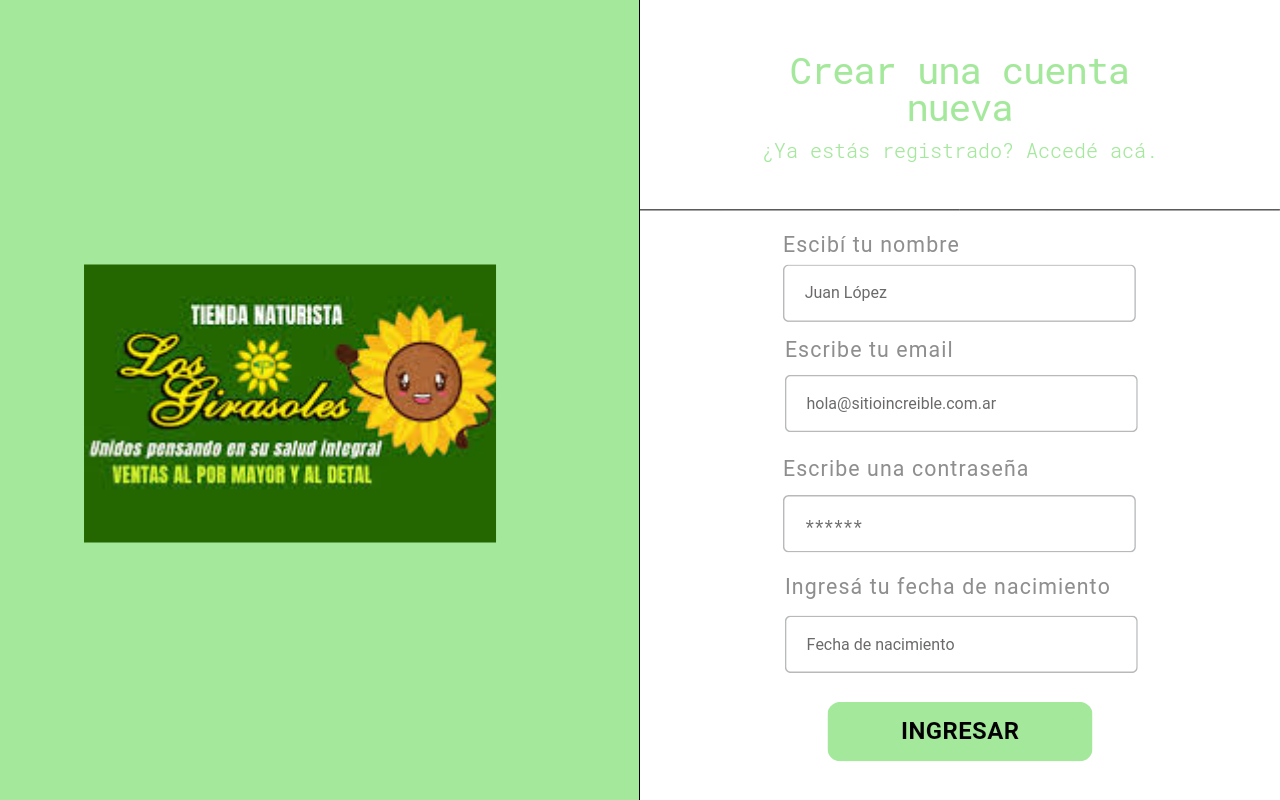 TIENDA NATURISTA
Los
Girasoles
Unidos pensando en su salud integral
VENTAS AL POR MAYOR Y AL DETAL
Crear una cuenta
nueva
¿Ya estás registrado? Accedé acá.
Escibí tu nombre
Juan López
Escribe tu email
hola@sitioincreible.com.ar
Escribe una contraseña
******
Ingresá tu fecha de nacimiento
Fecha de nacimiento
INGRESAR